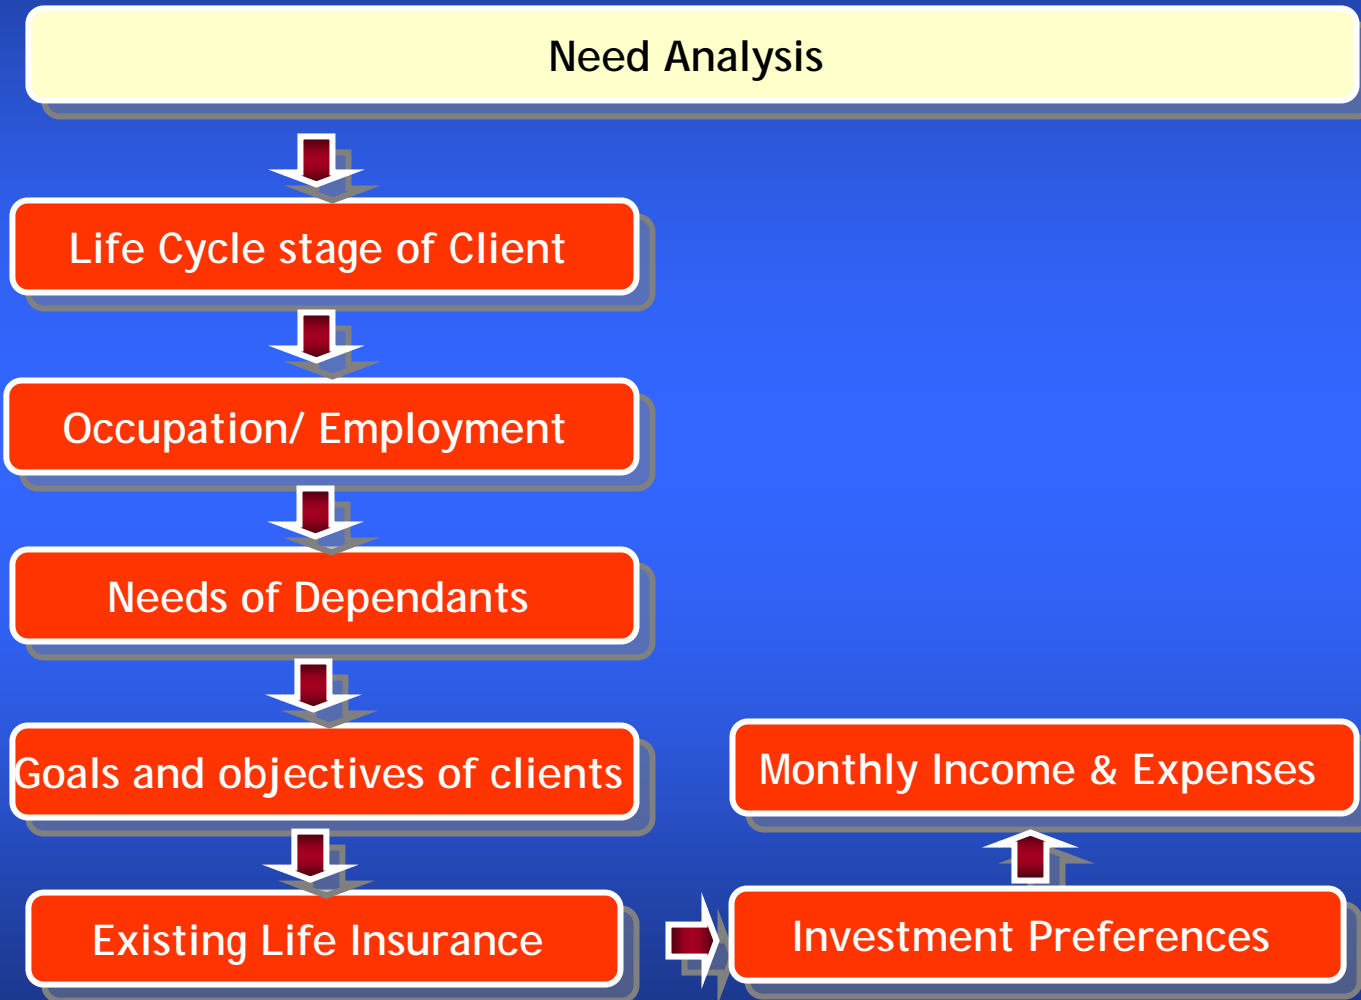 Need Analysis
Life Cycle stage of Client
Occupation/ Employment
Needs of Dependants
Goals and objectives of clients
Existing Life Insurance
Investment Preferences
Monthly Income & Expenses